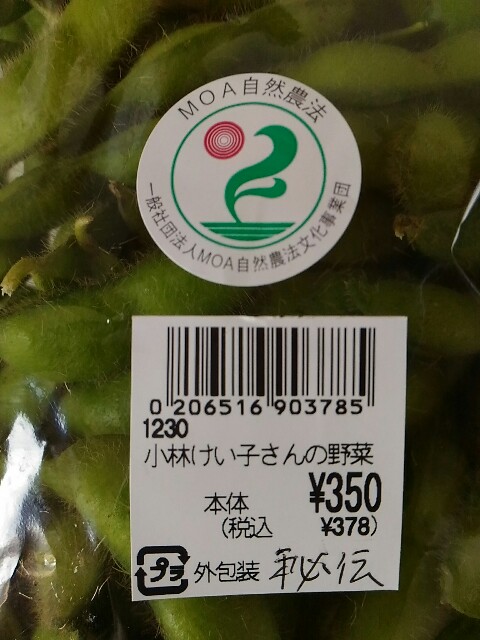 MOA自然農法
一般社団法人MOA自然農法文化事業団
0 206516 903785
1230
小林けい子さんの野菜
本体 ¥350
(税込 ¥378)
プラ 外包装 秘伝